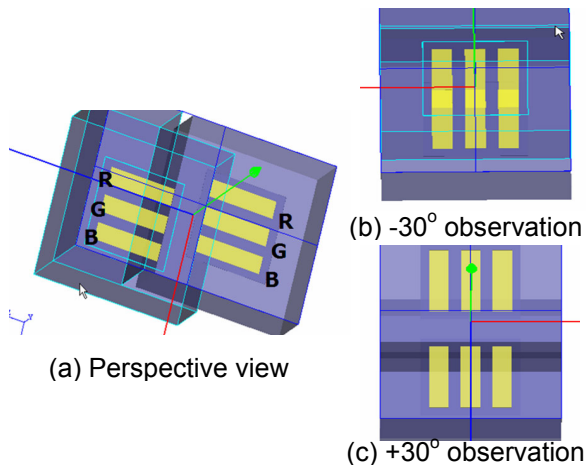 R
G
B
R
G
B
(a) Perspective view
(b) -30° observation
(c) +30° observation